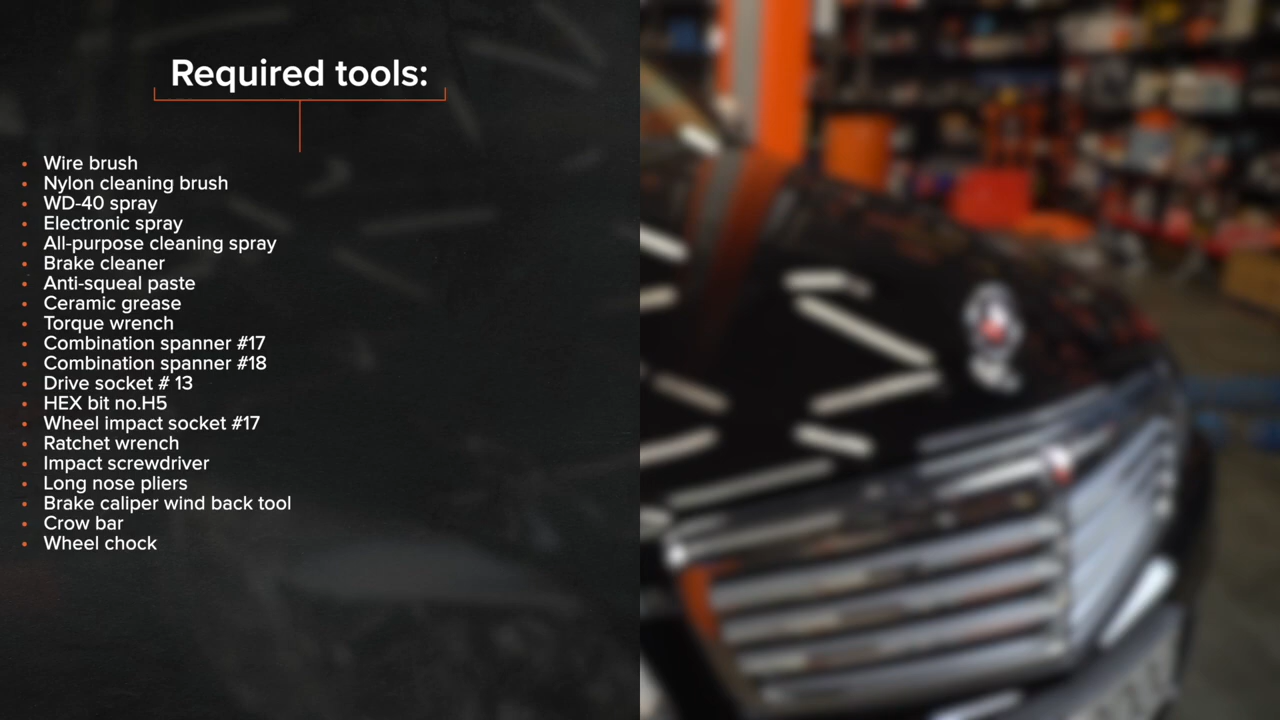 Required tools:
• Wire brush
• Nylon cleaning brush
• WD-40 spray
• Electronic spray
• All-purpose cleaning spray
• Brake cleaner
• Anti-squeal paste
• Ceramic grease
• Torque wrench
• Combination spanner #17
• Combination spanner #18
• Drive socket # 13
• HEX bit no.H5
• Wheel impact socket #17
• Ratchet wrench
• Impact screwdriver
• Long nose pliers
• Brake caliper wind back tool
• Crow bar
• Wheel chock